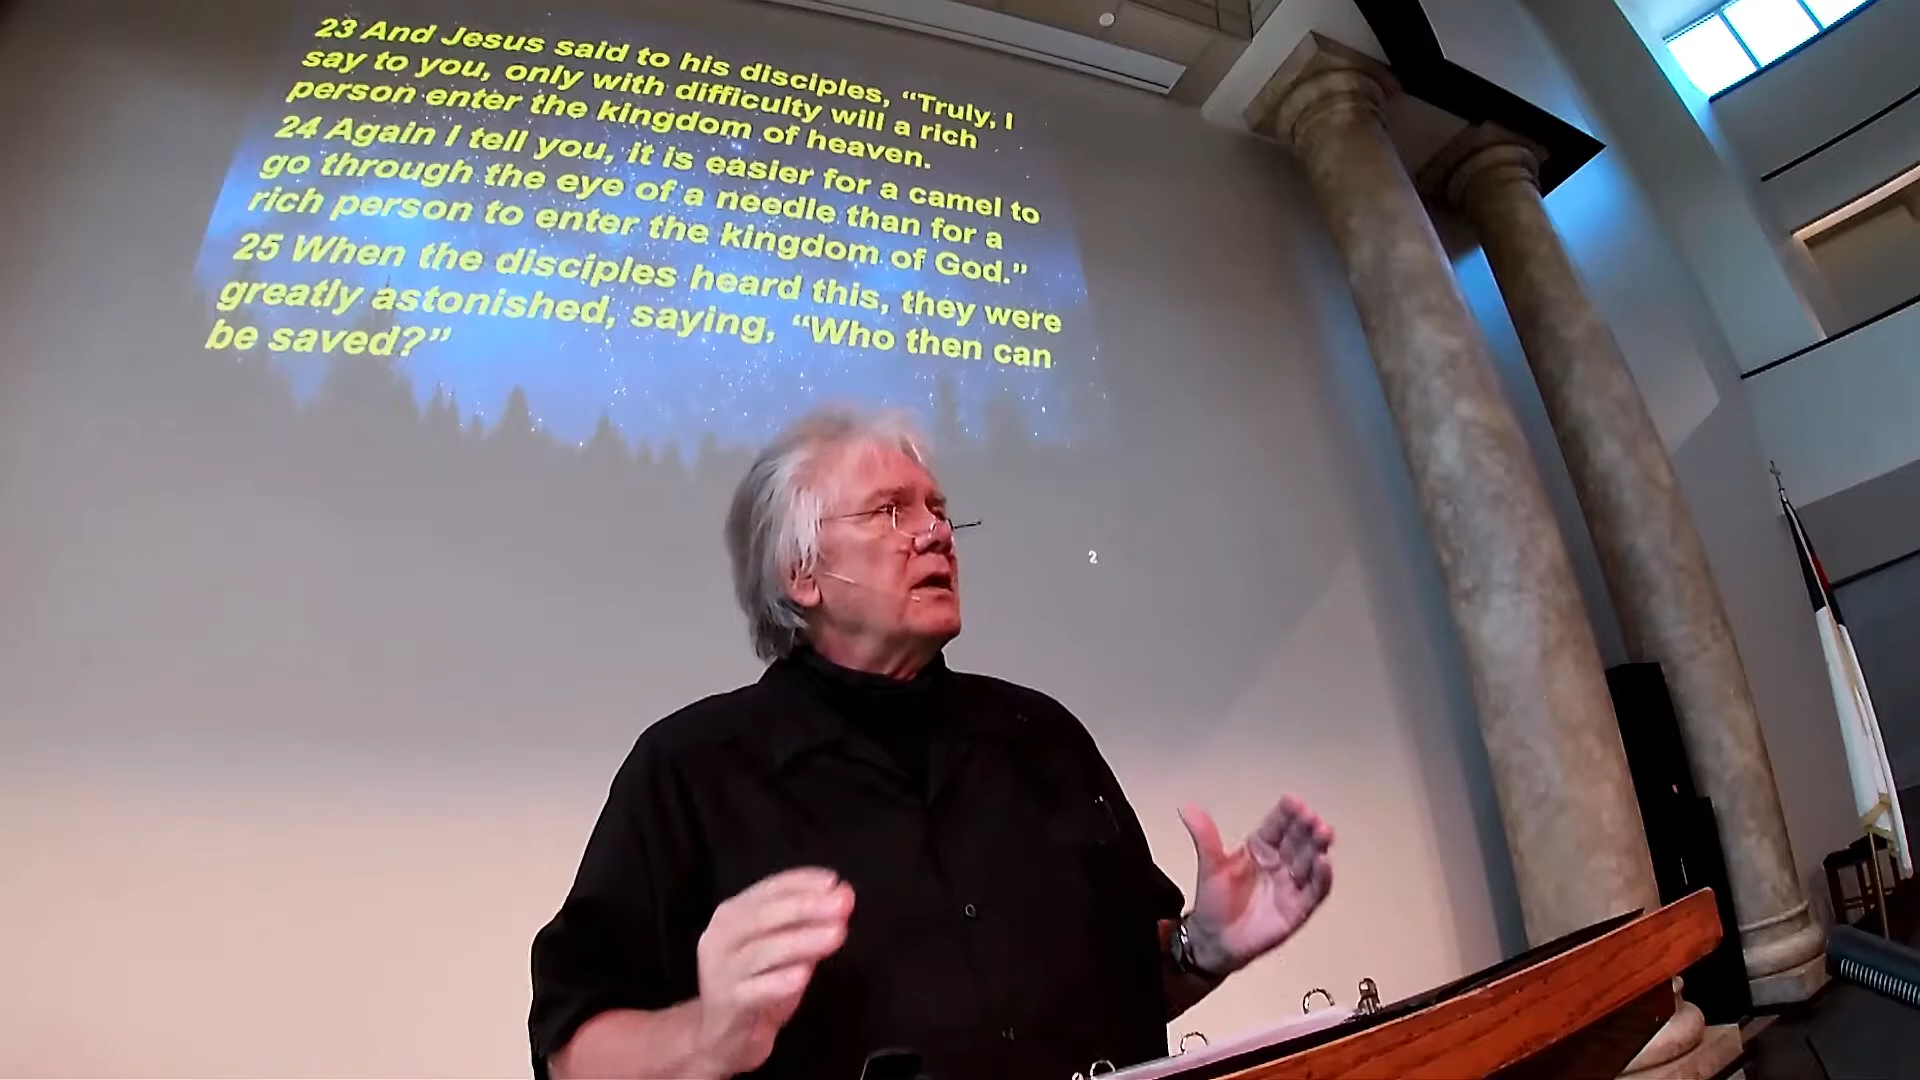 23 And Jesus said to his disciples, “Truly, I
say to you, only with difficulty will a rich
person enter the kingdom of heaven.
24 Again I tell you, it is easier for a camel to
go through the eye of a needle than for a
rich person to enter the kingdom of God.”
25 When the disciples heard this, they were
greatly astonished, saying, “Who then can
be saved?”
2